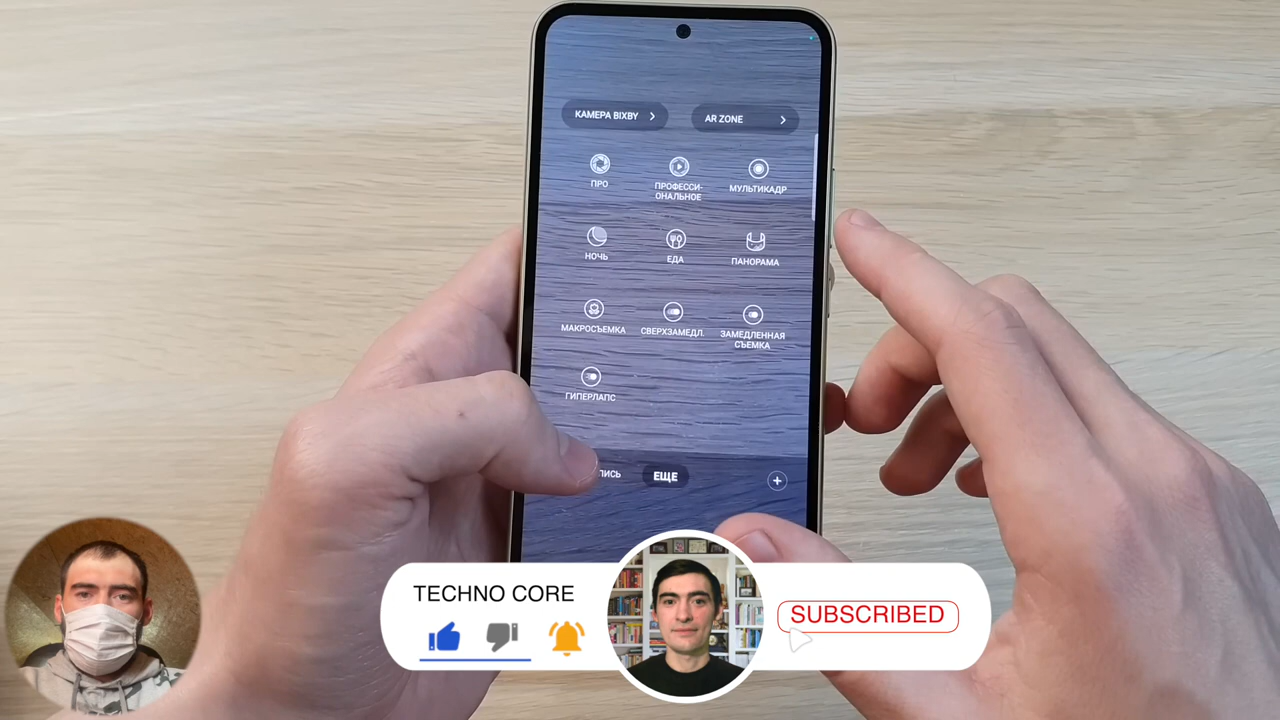 КАМЕРА BIXBY
AR ZONE
ПРО
ПРОФЕССИ-
ОНАЛЬНОЕ
МУЛЬТИКАДР
НОЧЬ
ЕДА
ПАНОРАМА
МАКРОСЪЕМКА
СВЕРХЗАМЕДЛ.
ЗАМЕДЛЕННАЯ
СЪЕМКА
ГИПЕРЛАПС
ПИСЬ
ЕЩЕ
TECHNO CORE
SUBSCRIBED